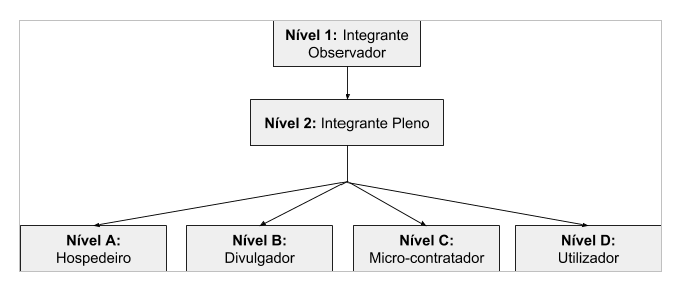 Nível 1: Integrante
Observador
Nível 2: Integrante Pleno
Nível A:
Hospedeiro
Nível B:
Divulgador
Nível C:
Micro-contratador
Nível D:
Utilizador